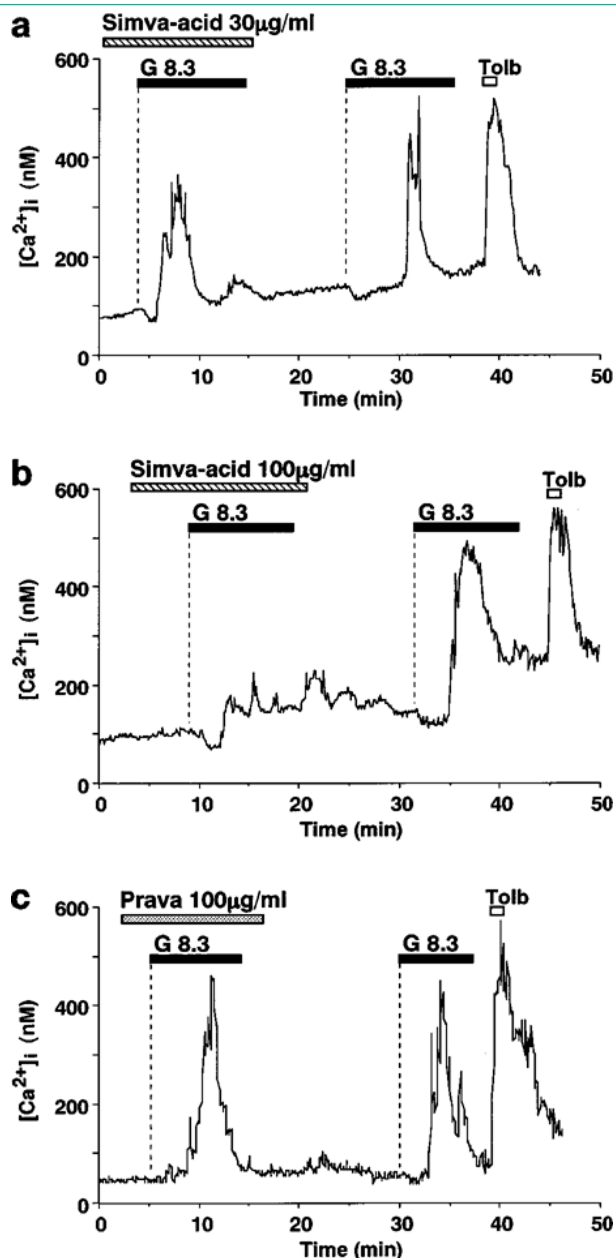 a
Simva-acid 30µg/ml
G 8.3
G 8.3
Tolb
600
400
200
0
[Ca2+]i (nM)
0 10 20 30 40 50
Time (min)
b
Simva-acid 100µg/ml
G 8.3
G 8.3
Tolb
600
400
200
0
[Ca2+]i (nM)
0 10 20 30 40 50
Time (min)
c
Prava 100µg/ml
G 8.3
G 8.3
Tolb
600
400
200
0
[Ca2+]i (nM)
0 10 20 30 40 50
Time (min)